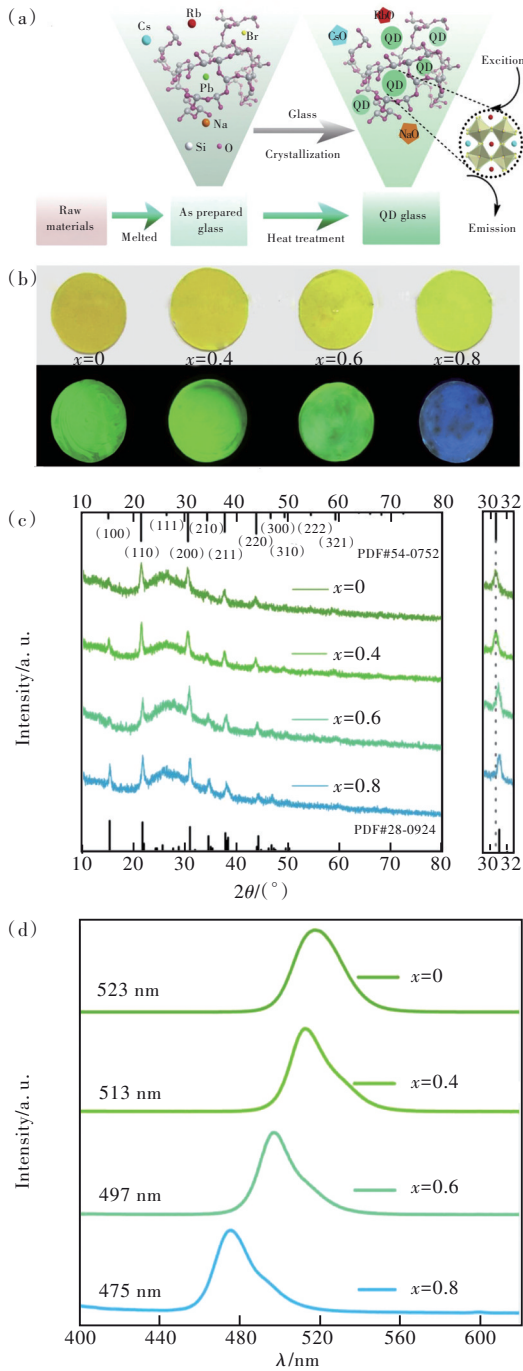 (a)
Cs
Rb
Br
Pb
Na
Si
O
Glass
Crystallization
CsO
RbO
QD
QD
QD
QD
QD
NaO
Excition
Emission
Raw
materials
Melted
As prepared
glass
Heat treatment
QD glass
(b)
x=0
x=0.4
x=0.6
x=0.8
(c)
10 20 30 40 50 60 70 80
30 32
(100)
(111)
(210)
(300)
(222)
(110)
(200)
(211)
(220)
(310)
(321)
PDF#54-0752
x=0
x=0.4
x=0.6
x=0.8
PDF#28-0924
Intensity/a. u.
10 20 30 40 50 60 70 80
30 32
2θ/(°)
(d)
523 nm
x=0
513 nm
x=0.4
497 nm
x=0.6
475 nm
x=0.8
Intensity/a. u.
400 440 480 520 560 600
λ/nm